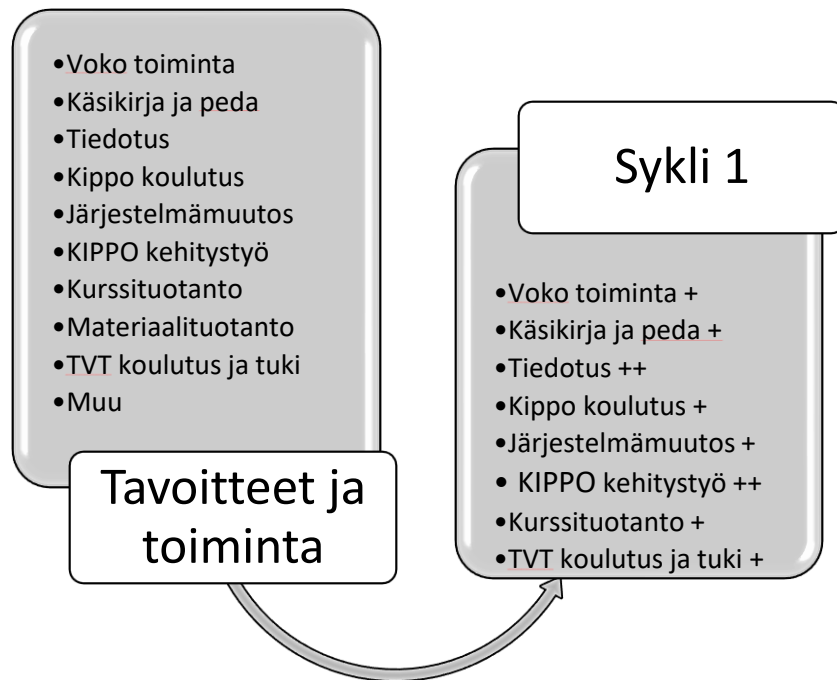 •Voko toiminta
•Käsikirja ja peda
•Tiedotus
•Kippo koulutus
•Järjestelmämuutos
•KIPPO kehitystyö
•Kurssituotanto
•Materiaalituotanto
•TVT koulutus ja tuki
•Muu
Tavoitteet ja
toiminta
Sykli 1
•Voko toiminta +
•Käsikirja ja peda +
•Tiedotus ++
•Kippo koulutus +
•Järjestelmämuutos +
• KIPPO kehitystyö ++
•Kurssituotanto +
•TVT koulutus ja tuki +